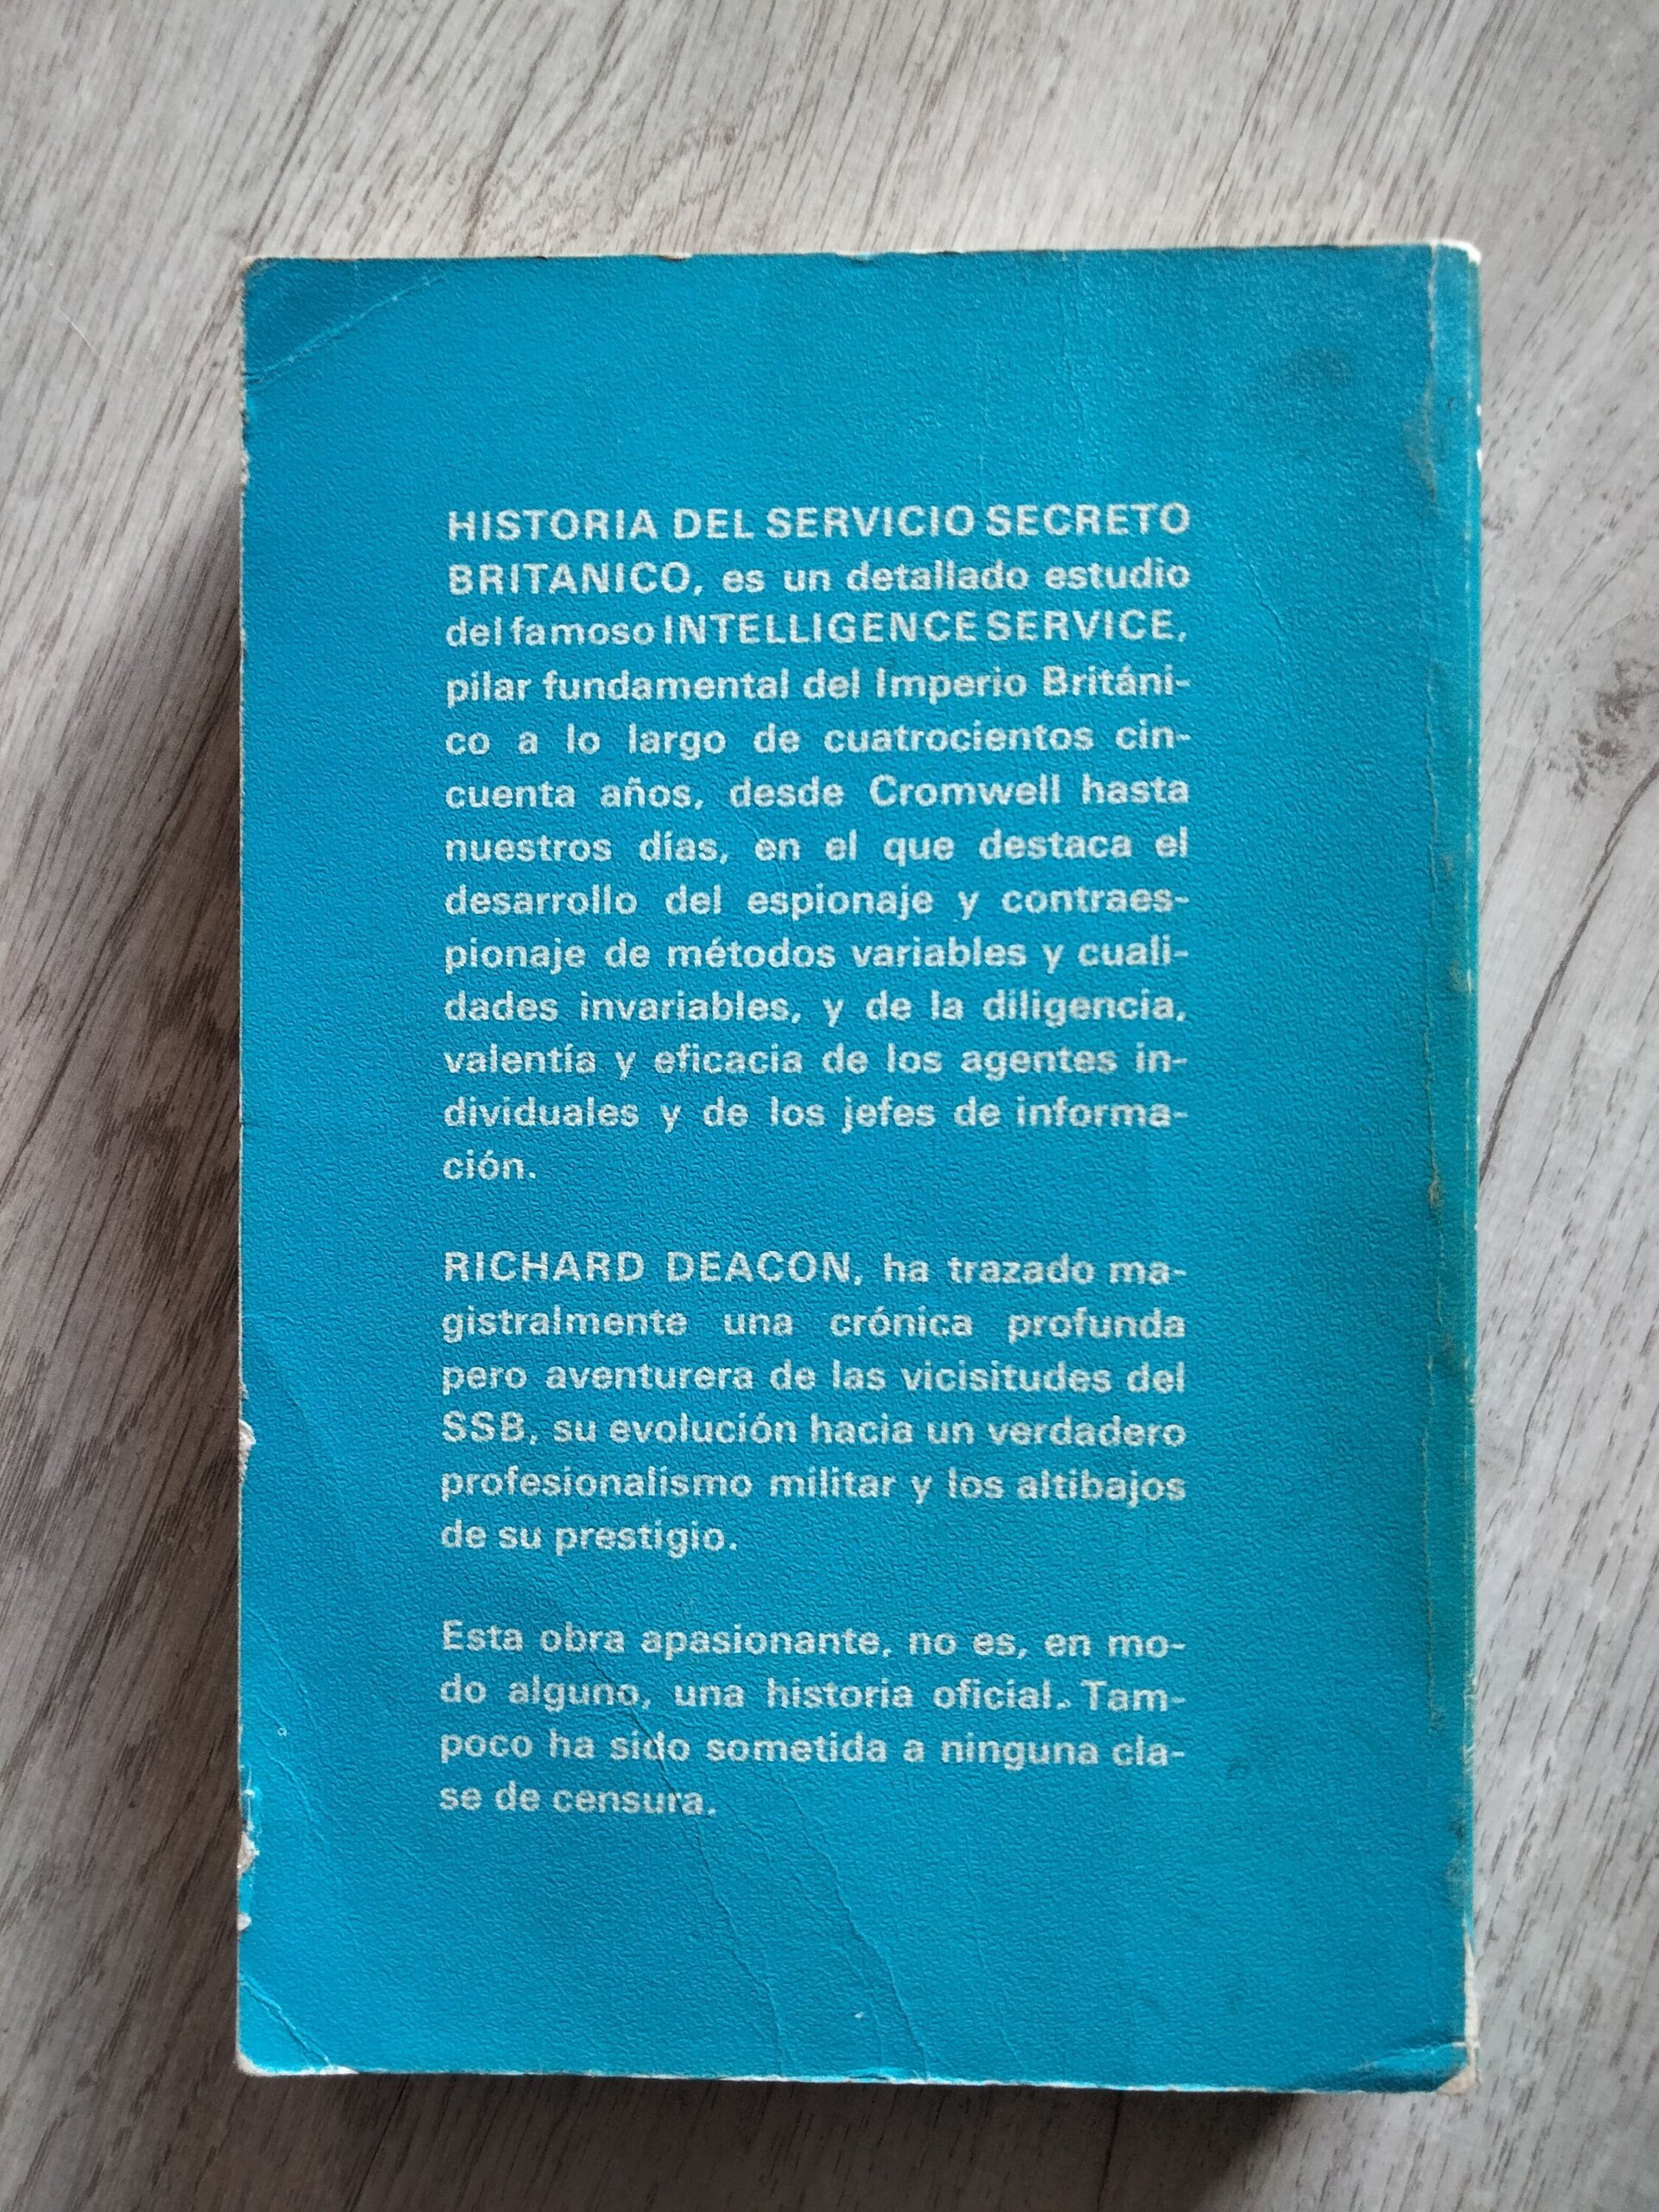 HISTORIA DEL SERVICIO SECRETO
BRITANICO, es un detallado estudio
del famoso INTELLIGENCE SERVICE,
pilar fundamental del Imperio Británi-
co a lo largo de cuatrocientos cin-
cuenta años, desde Cromwell hasta
nuestros días, en el que destaca el
desarrollo del espionaje y contraes-
pionaje de métodos variables y cuali-
dades invariables, y de la diligencia,
valentía y eficacia de los agentes in-
dividuales y de los jefes de informa-
ción.
RICHARD DEACON, ha trazado ma-
gistralmente una crónica profunda
pero aventurera de las vicisitudes del
SSB, su evolución hacia un verdadero
profesionalismo militar y los altibajos
de su prestigio.
Esta obra apasionante, no es, en mo-
do alguno, una historia oficial. Tam-
poco ha sido sometida a ninguna cla-
se de censura.